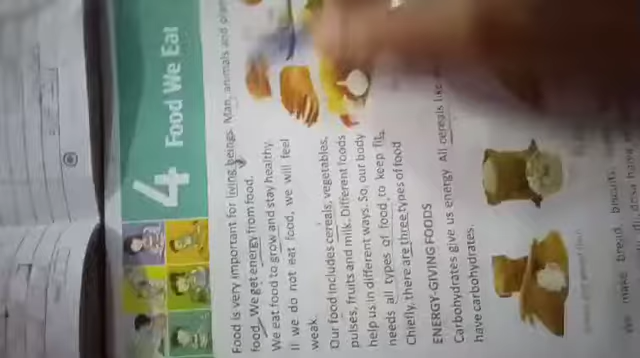 4 Food We Eat
Food is very important for living beings. Man, animals and
food. We get energy from food.
We eat food to grow and stay healthy.
If we do not eat food, we will feel
weak.
Our food includes cereals, vegetables,
pulses, fruits and milk. Different foods
help us in different ways. So, our body
needs all types of food to keep fit.
Chiefly, there are three types of food
ENERGY-GIVING FOODS
Carbohydrates give us energy. All cereals like
have carbohydrates.
We make bread, biscuits